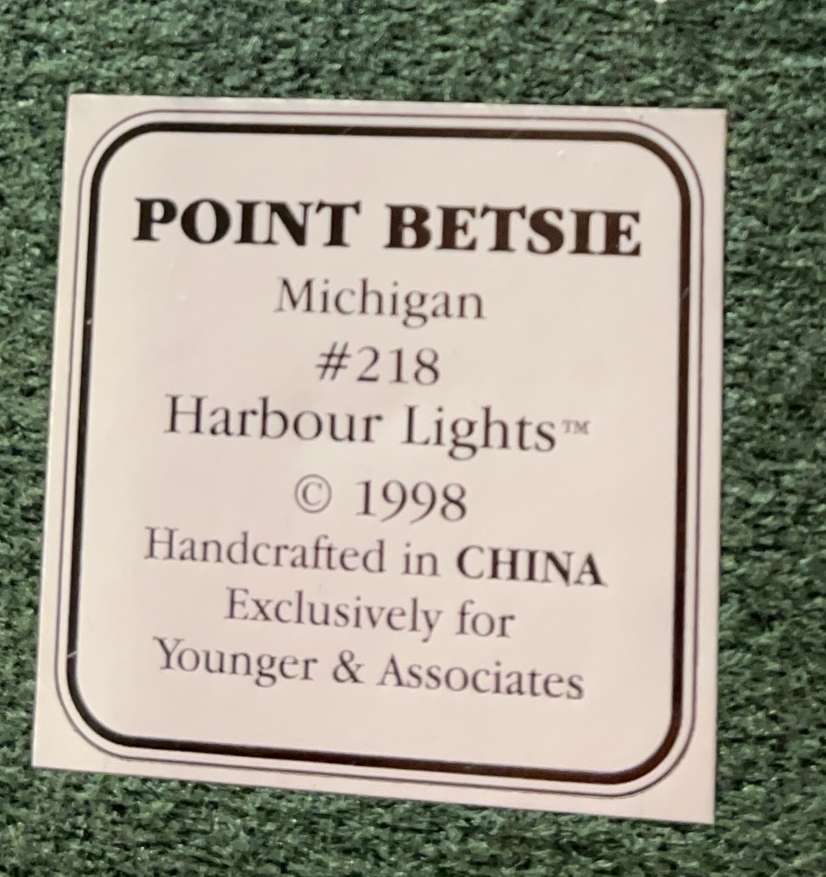 POINT BETSIE
Michigan
#218
Harbour Lights™
© 1998
Handcrafted in CHINA
Exclusively for
Younger & Associates